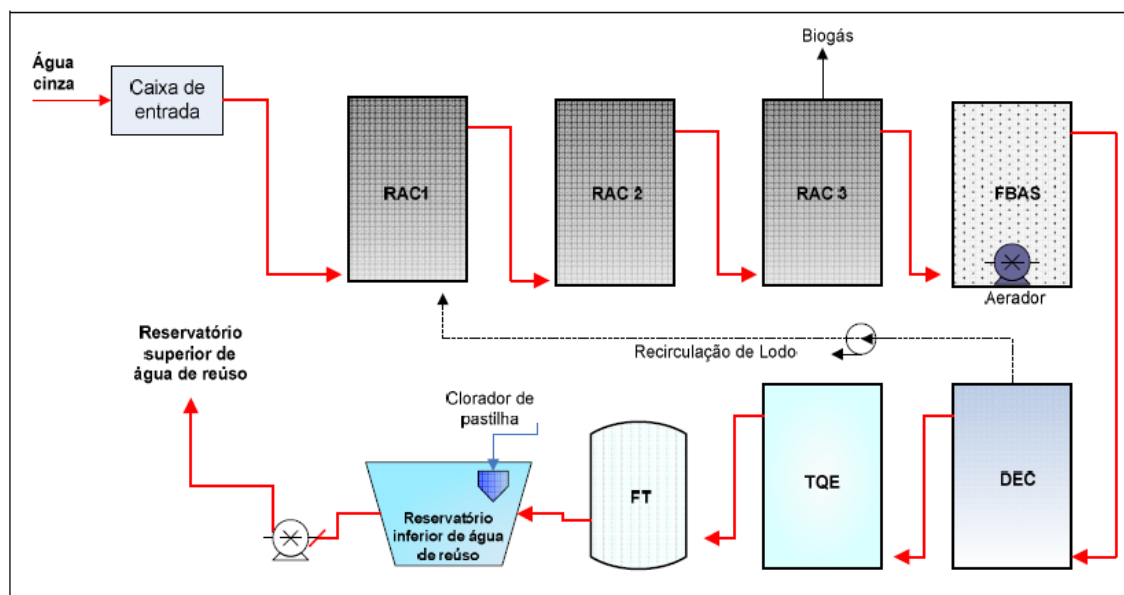 Biogás
Água
cinza
Caixa de
entrada
RAC1
RAC 2
RAC 3
FBAS
Aerador
Reservatório
superior de
água de reúso
Recirculação de Lodo
Clorador de
pastilha
FT
TQE
DEC
Reservatório
inferior de água
de reúso